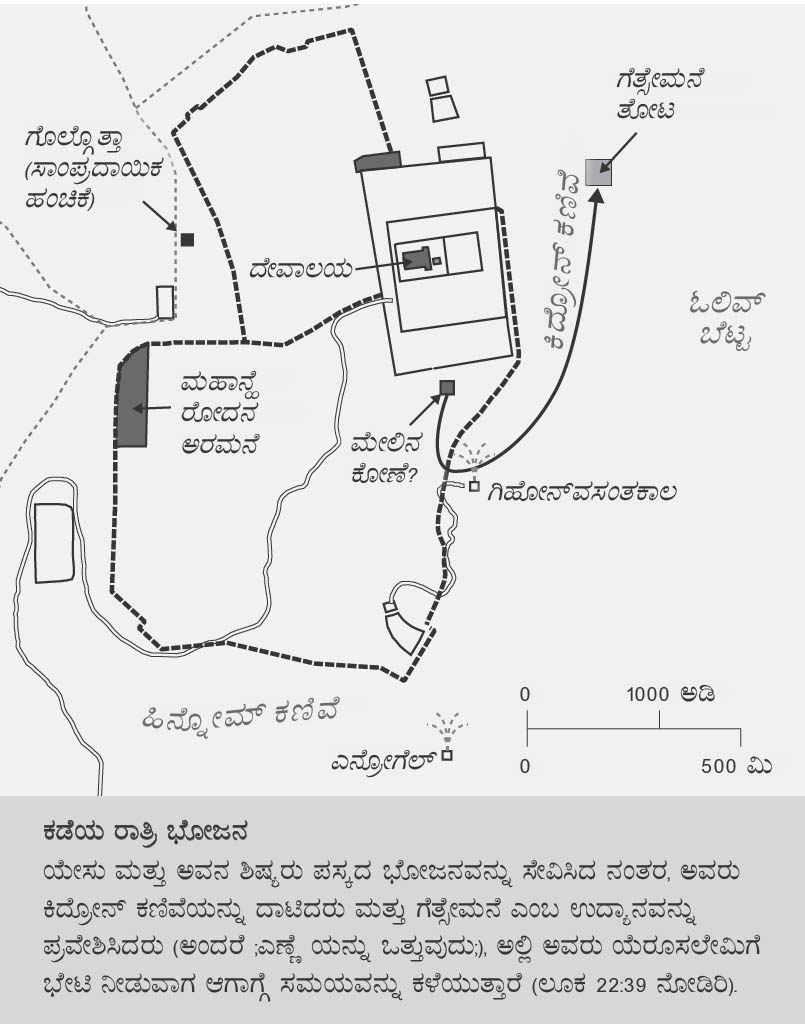 ಗೆತ್ಸೇಮನೆ
ತೋಟ
ಗೊಲ್ಗೊತ್ತಾ
(ಸಾಂಪ್ರದಾಯಿಕ
ಹಂಚಿಕೆ)
ಕಿದ್ರೋನ್ ಕಣಿವೆ
ದೇವಾಲಯ
ಓಲಿವ್
ಬೆಟ್ಟ
ಮಹಾನ್ಹೆ
ರೋದನ
ಅರಮನೆ
ಮೇಲಿನ
ಕೋಣೆ?
ಗಿಹೋನ್‌ವಸಂತಕಾಲ
ಹಿನ್ನೋಮ್ ಕಣಿವೆ
ಎನ್ರೋಗೆಲ್
0 1000 ಅಡಿ
0 500 ಮಿ
ಕಡೆಯ ರಾತ್ರಿ ಭೋಜನ
ಯೇಸು ಮತ್ತು ಅವನ ಶಿಷ್ಯರು ಪಸ್ಕದ ಭೋಜನವನ್ನು ಸೇವಿಸಿದ ನಂತರ, ಅವರು
ಕಿದ್ರೋನ್ ಕಣಿವೆಯನ್ನು ದಾಟಿದರು ಮತ್ತು ಗೆತ್ಸೇಮನೆ ಎಂಬ ಉದ್ಯಾನವನ್ನು
ಪ್ರವೇಶಿಸಿದರು (ಅಂದರೆ ;ಎಣ್ಣೆ ಯನ್ನು ಒತ್ತುವುದು;), ಅಲ್ಲಿ ಅವರು ಯೆರೂಸಲೇಮಿಗೆ
ಭೇಟಿ ನೀಡುವಾಗ ಆಗಾಗ್ಗೆ ಸಮಯವನ್ನು ಕಳೆಯುತ್ತಾರೆ (ಲೂಕ 22:39 ನೋಡಿರಿ).